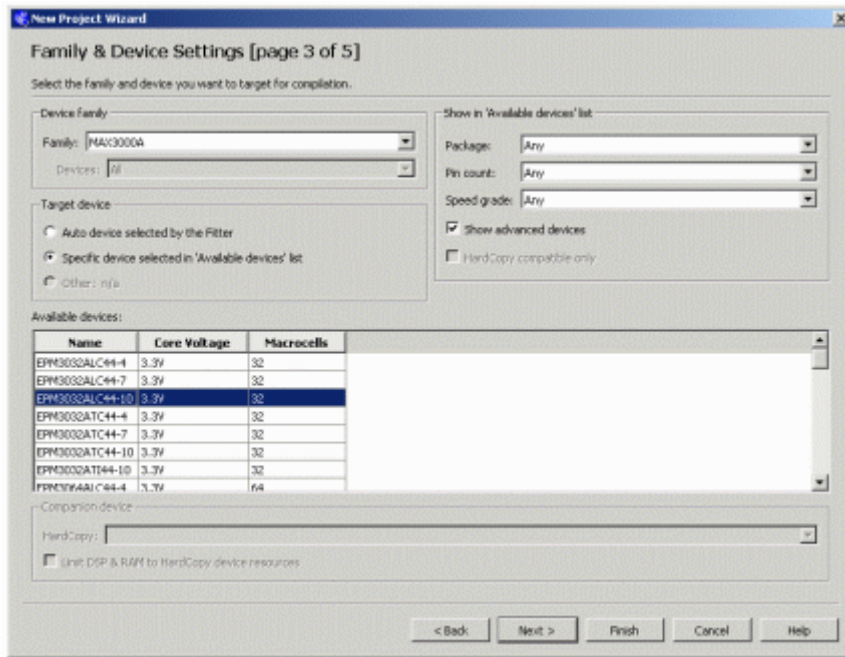 New Project Wizard
Family & Device Settings [page 3 of 5]
Select the family and device you want to target for compilation.
Device family
Family: MAX3000A
Devices: All
Target device
Auto device selected by the Fitter
Specific device selected in 'Available devices' list
Other: n/a
Show in 'Available devices' list
Package: Any
Pin count: Any
Speed grade: Any
Show advanced devices
HardCopy compatible only
Available devices:
Name Core Voltage Macrocells
EPM3032ALC44-4 3.3V 32
EPM3032ALC44-7 3.3V 32
EPM3032ALC44-10 3.3V 32
EPM3032ATC44-4 3.3V 32
EPM3032ATC44-7 3.3V 32
EPM3032ATC44-10 3.3V 32
EPM3032ATI44-10 3.3V 32
EPM3064ALC44-4 3.3V 64
Companion device
HardCopy:
Limit DSP & RAM to HardCopy device resources
< Back Next > Finish Cancel Help